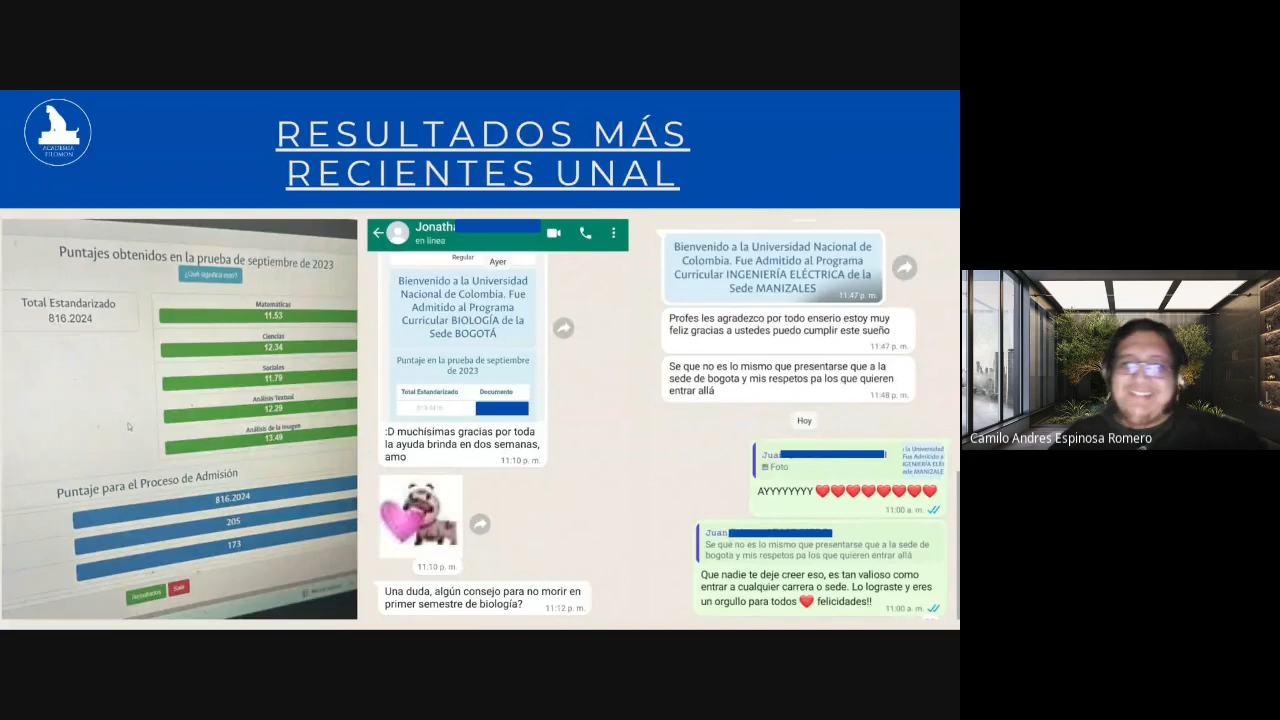 ACADEMIA
FILEMON
RESULTADOS MÁS
RECIENTES UNAL
Puntajes obtenidos en la prueba de septiembre de 2023
¿Qué significa esto?
Total Estandarizado
816.2024
Matemáticas
11.53
Ciencias
12.34
Sociales
11.79
Análisis Textual
12.29
Análisis de la Imagen
13.49
Puntaje para el Proceso de Admisión
816.2024
205
173
Resultados
Salir
Jonatha
en línea
Regular
Ayer
Bienvenido a la Universidad
Nacional de Colombia. Fue
Admitido al Programa
Curricular BIOLOGÍA de la
Sede BOGOTÁ
Puntaje en la prueba de septiembre
de 2023
Total Estandarizado Documento
:D muchísimas gracias por toda
la ayuda brinda en dos semanas,
amo
11:10 p. m.
11:10 p. m.
Una duda, algún consejo para no morir en
primer semestre de biología?
11:12 p. m.
Bienvenido a la Universidad Nacional de
Colombia. Fue Admitido al Programa
Curricular INGENIERÍA ELÉCTRICA de la
Sede MANIZALES
11:47 p. m.
Profes les agradezco por todo enserio estoy muy
feliz gracias a ustedes puedo cumplir este sueño
11:47 p. m.
Se que no es lo mismo que presentarse que a la
sede de bogota y mis respetos pa los que quieren
entrar allá
11:48 p. m.
Hoy
Juan
Foto
la Universidad
Fue Admitido a
ede MANIZALE
AYYYYYYYY ❤❤❤❤❤❤❤❤
11:00 a. m.
Juan
Se que no es lo mismo que presentarse que a la sede de
bogota y mis respetos pa los que quieren entrar allá
Que nadie te deje creer eso, es tan valioso como
entrar a cualquier carrera o sede. Lo lograste y eres
un orgullo para todos ❤ felicidades!!
11:00 a. m.
Camilo Andres Espinosa Romero